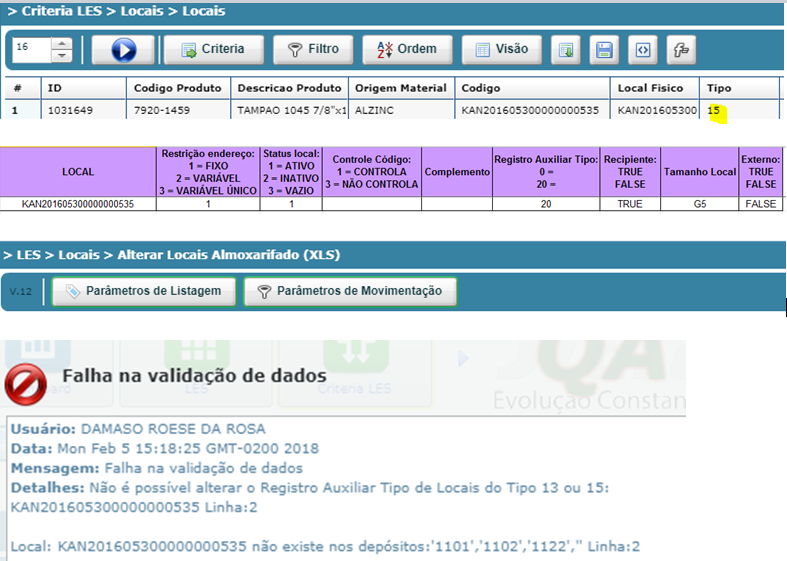 > Criteria LES > Locais > Locais
16 Criteria Filtro Ordem Visão
# ID Codigo Produto Descricao Produto Origem Material Codigo Local Fisico Tipo
1 1031649 7920-1459 TAMPAO 1045 7/8"x1 ALZINC KAN201605300000000535 KAN201605300 15
LOCAL
Restrição endereço:
1 = FIXO
2 = VARIÁVEL
3 = VARIÁVEL ÚNICO
Status local:
1 = ATIVO
2 = INATIVO
3 = VAZIO
Controle Código:
1 = CONTROLA
3 = NÃO CONTROLA
Complemento
Registro Auxiliar Tipo:
0 =
20 =
Recipiente:
TRUE
FALSE
Tamanho Local
Externo:
TRUE
FALSE
KAN201605300000000535 1 1 20 TRUE G5 FALSE
> LES > Locais > Alterar Locais Almoxarifado (XLS)
V.12 Parâmetros de Listagem Parâmetros de Movimentação
LES
Criteria LES
Evolução Constan
Falha na validação de dados
Usuário: DAMASO ROESE DA ROSA
Data: Mon Feb 5 15:18:25 GMT-0200 2018
Mensagem: Falha na validação de dados
Detalhes: Não é possível alterar o Registro Auxiliar Tipo de Locais do Tipo 13 ou 15:
KAN201605300000000535 Linha:2
Local: KAN201605300000000535 não existe nos depósitos:'1101','1102','1122','' Linha:2